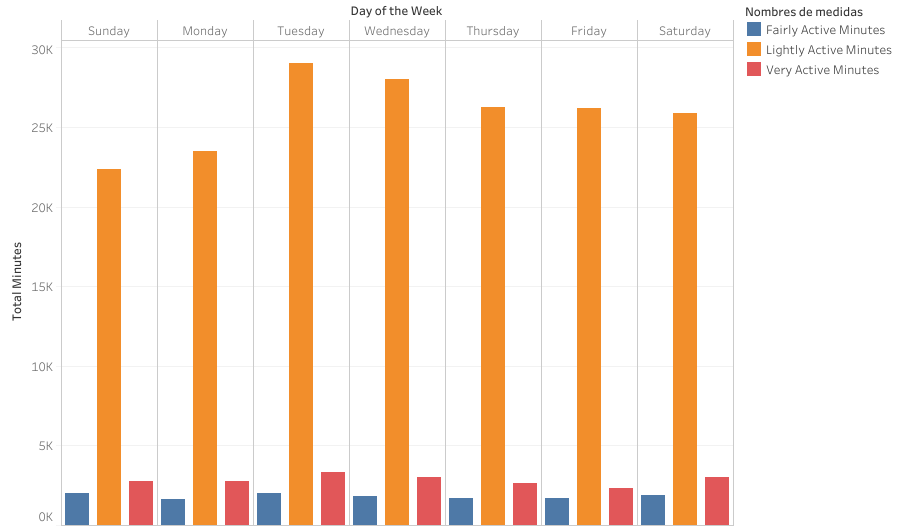 Day of the Week
Sunday Monday Tuesday Wednesday Thursday Friday Saturday
Nombres de medidas
Fairly Active Minutes
Lightly Active Minutes
Very Active Minutes
Total Minutes
30K
25K
20K
15K
10K
5K
0K